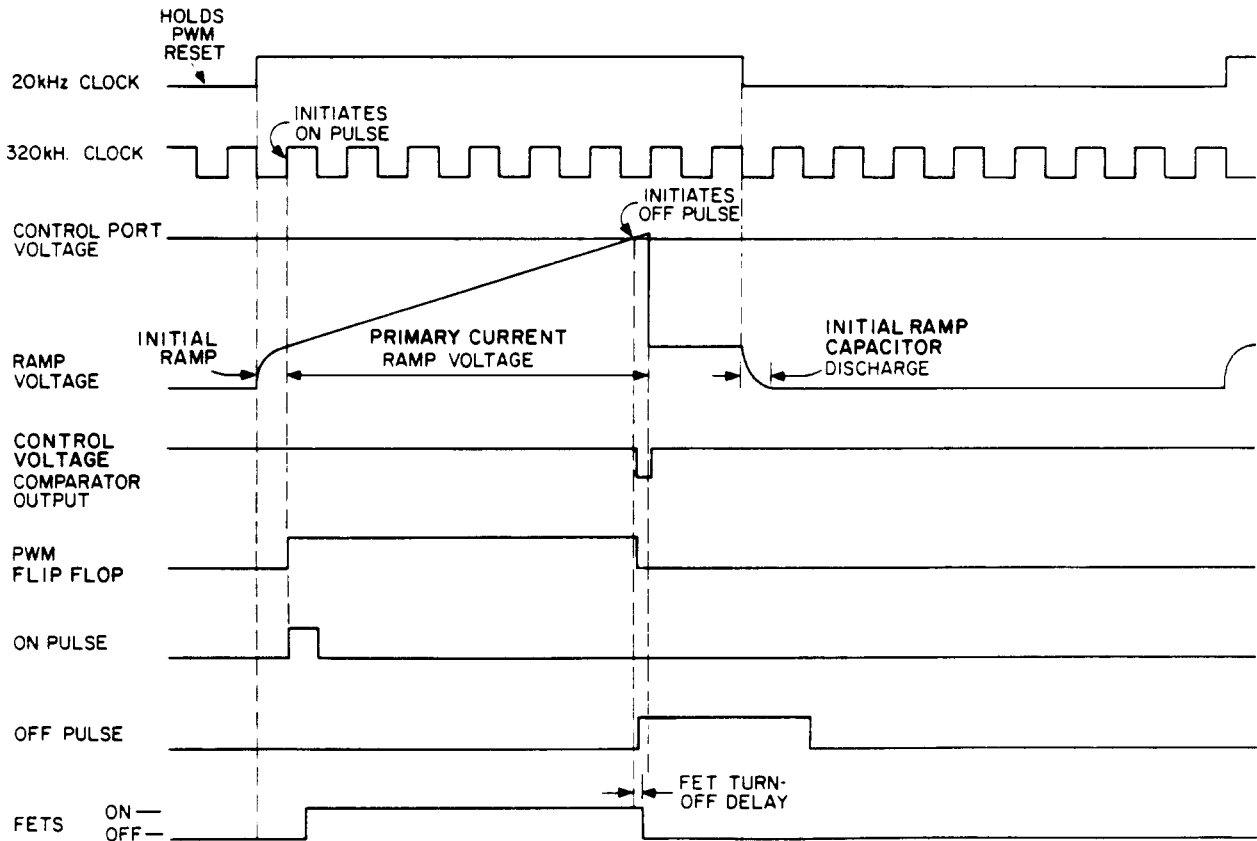 HOLDS
PWM
RESET
20kHz CLOCK
INITIATES
ON PULSE
320kH. CLOCK
INITIATES
OFF PULSE
CONTROL PORT
VOLTAGE
INITIAL
RAMP
PRIMARY CURRENT
RAMP VOLTAGE
INITIAL RAMP
CAPACITOR
DISCHARGE
RAMP
VOLTAGE
CONTROL
VOLTAGE
COMPARATOR
OUTPUT
PWM
FLIP FLOP
ON PULSE
OFF PULSE
FET TURN-
OFF DELAY
FETS
ON—
OFF—